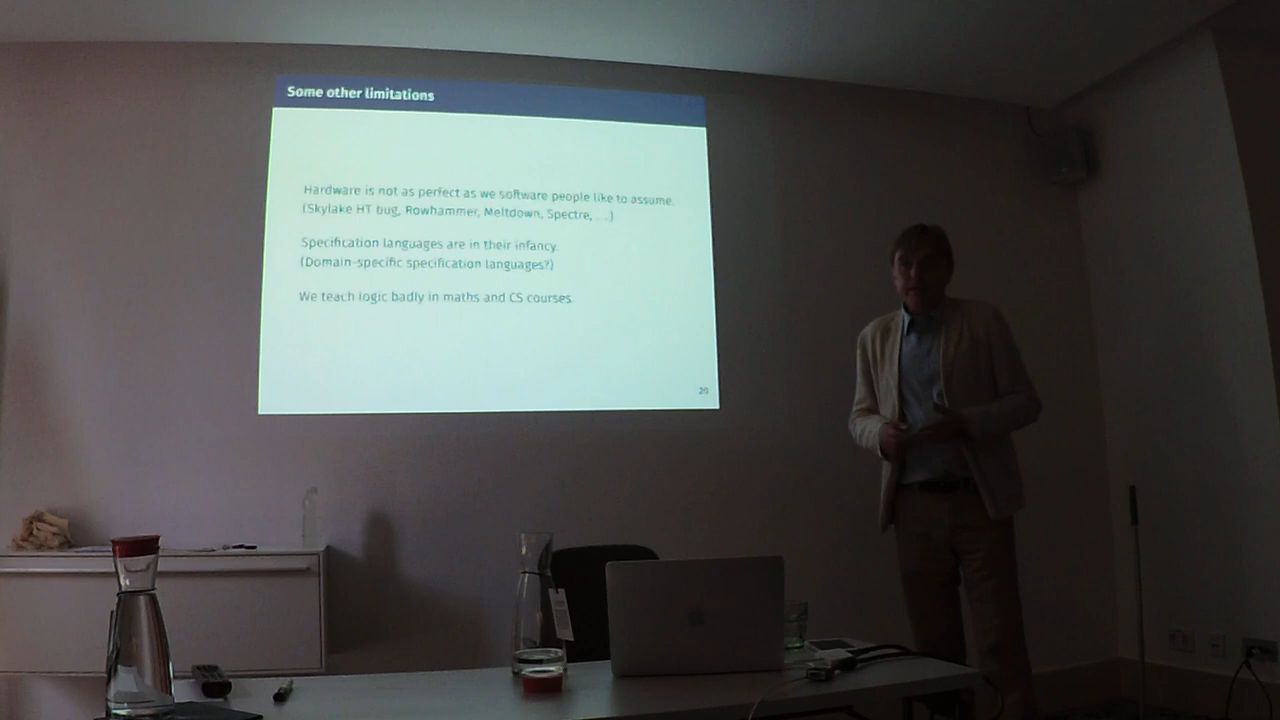 Some other limitations
Hardware is not as perfect as we software people like to assume.
(Skylake HT bug, Rowhammer, Meltdown, Spectre, ...)
Specification languages are in their infancy.
(Domain-specific specification languages?)
We teach logic badly in maths and CS courses.
20